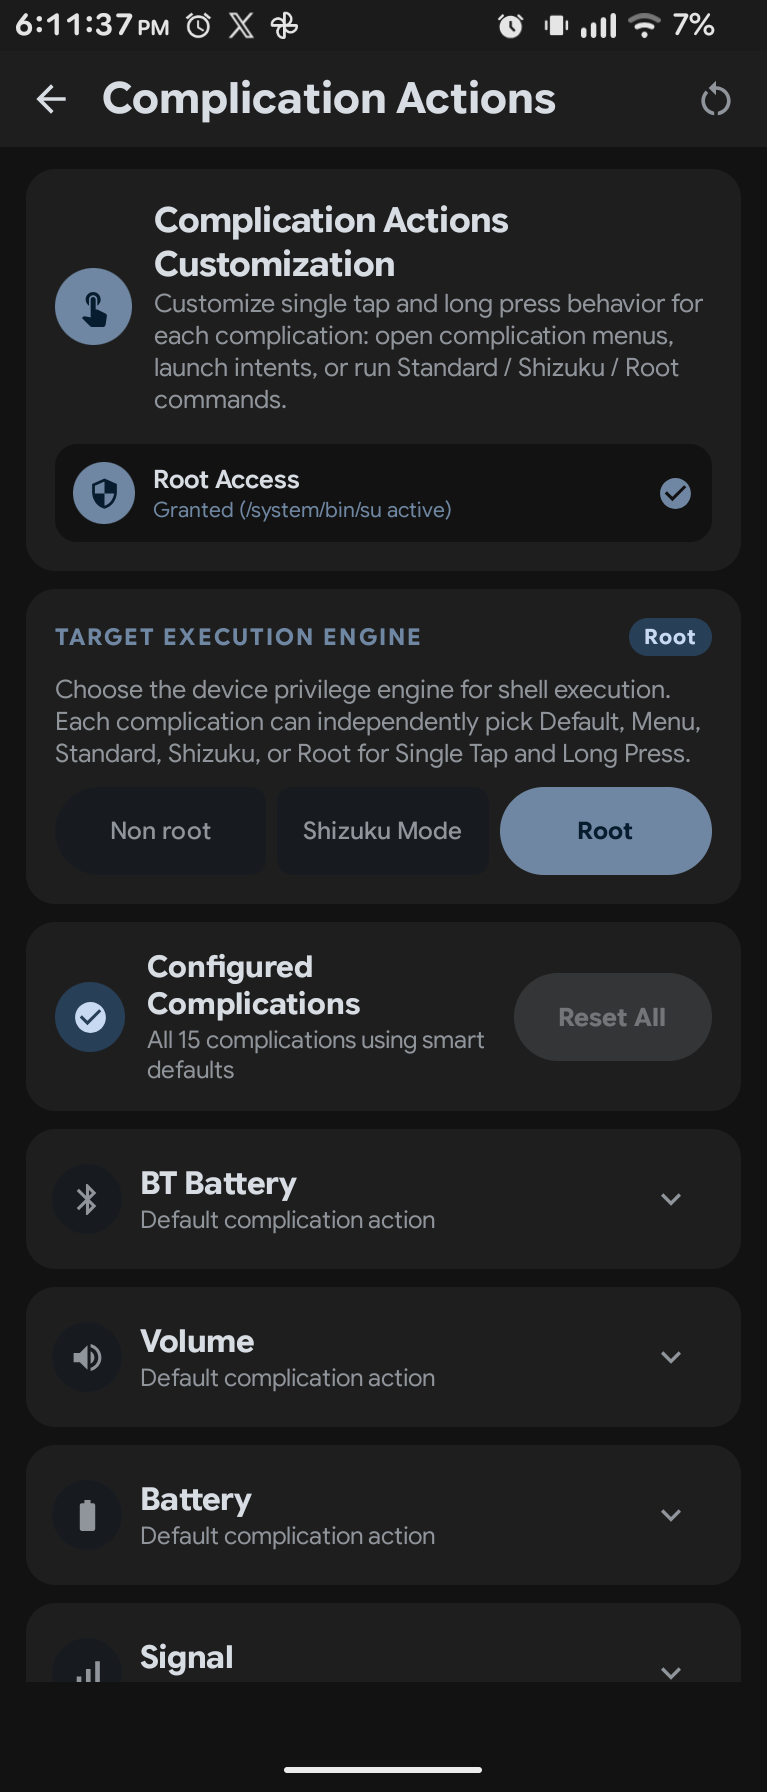 6:11:37 PM
7%
Complication Actions
Complication Actions
Customization
Customize single tap and long press behavior for
each complication: open complication menus,
launch intents, or run Standard / Shizuku / Root
commands.
Root Access
Granted (/system/bin/su active)
TARGET EXECUTION ENGINE
Root
Choose the device privilege engine for shell execution.
Each complication can independently pick Default, Menu,
Standard, Shizuku, or Root for Single Tap and Long Press.
Non root
Shizuku Mode
Root
Configured
Complications
All 15 complications using smart
defaults
Reset All
BT Battery
Default complication action
Volume
Default complication action
Battery
Default complication action
Signal